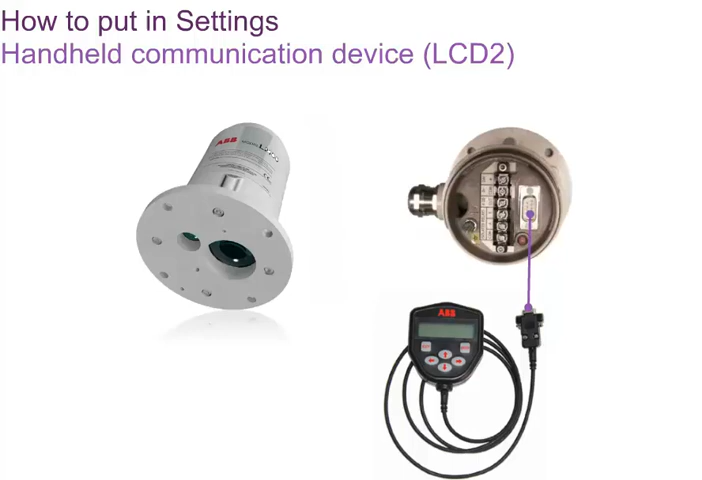 How to put in Settings
Handheld communication device (LCD2)
ABB
ABB